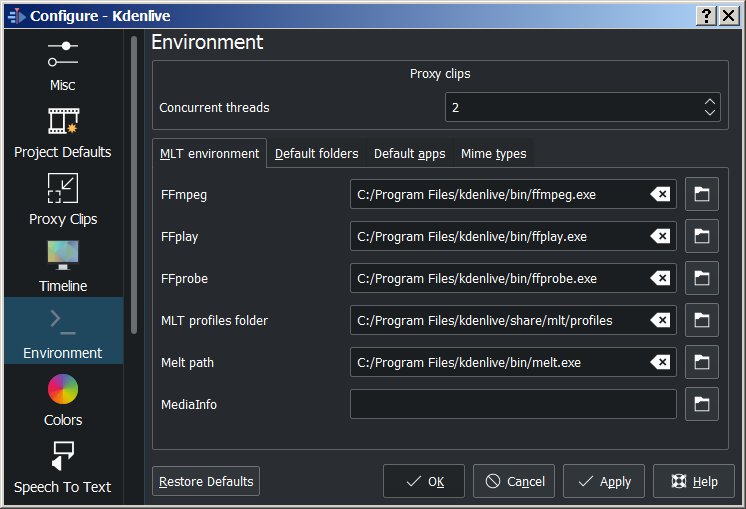 Configure - Kdenlive
Misc
Project Defaults
Proxy Clips
Timeline
Environment
Colors
Speech To Text
Environment
Proxy clips
Concurrent threads 2
MLT environment Default folders Default apps Mime types
FFmpeg C:/Program Files/kdenlive/bin/ffmpeg.exe
FFplay C:/Program Files/kdenlive/bin/ffplay.exe
FFprobe C:/Program Files/kdenlive/bin/ffprobe.exe
MLT profiles folder C:/Program Files/kdenlive/share/mlt/profiles
Melt path C:/Program Files/kdenlive/bin/melt.exe
MediaInfo
Restore Defaults OK Cancel Apply Help